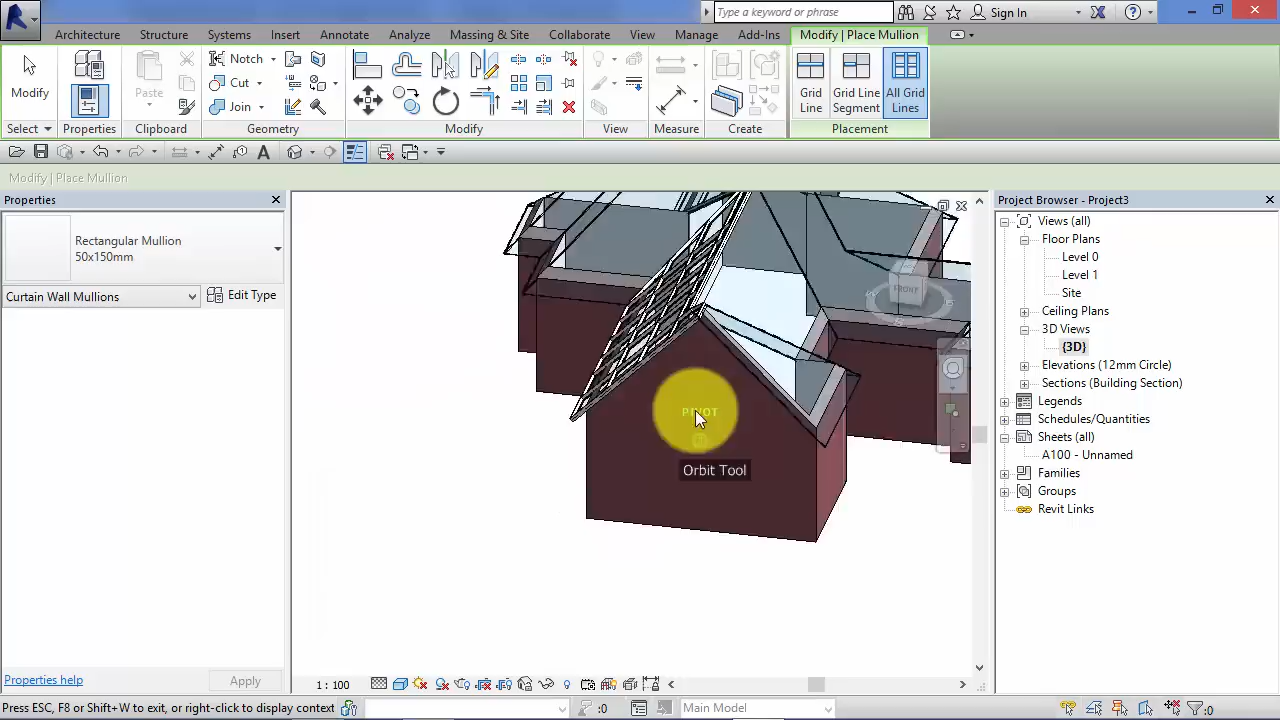 Type a keyword or phrase
Sign In
Architecture Structure Systems Insert Annotate Analyze Massing & Site Collaborate View Manage Add-Ins Modify | Place Mullion
Modify
Properties
Paste
Notch
Cut
Join
Grid Line
Grid Line Segment
All Grid Lines
Select Properties Clipboard Geometry Modify View Measure Create Placement
Modify | Place Mullion
Properties
Rectangular Mullion
50x150mm
Curtain Wall Mullions
Edit Type
Properties help
Apply
FRONT
PIVOT
Orbit Tool
Project Browser - Project3
Views (all)
Floor Plans
Level 0
Level 1
Site
Ceiling Plans
3D Views
{3D}
Elevations (12mm Circle)
Sections (Building Section)
Legends
Schedules/Quantities
Sheets (all)
A100 - Unnamed
Families
Groups
Revit Links
1 : 100
Press ESC, F8 or Shift+W to exit, or right-click to display context
:0
Main Model
:0